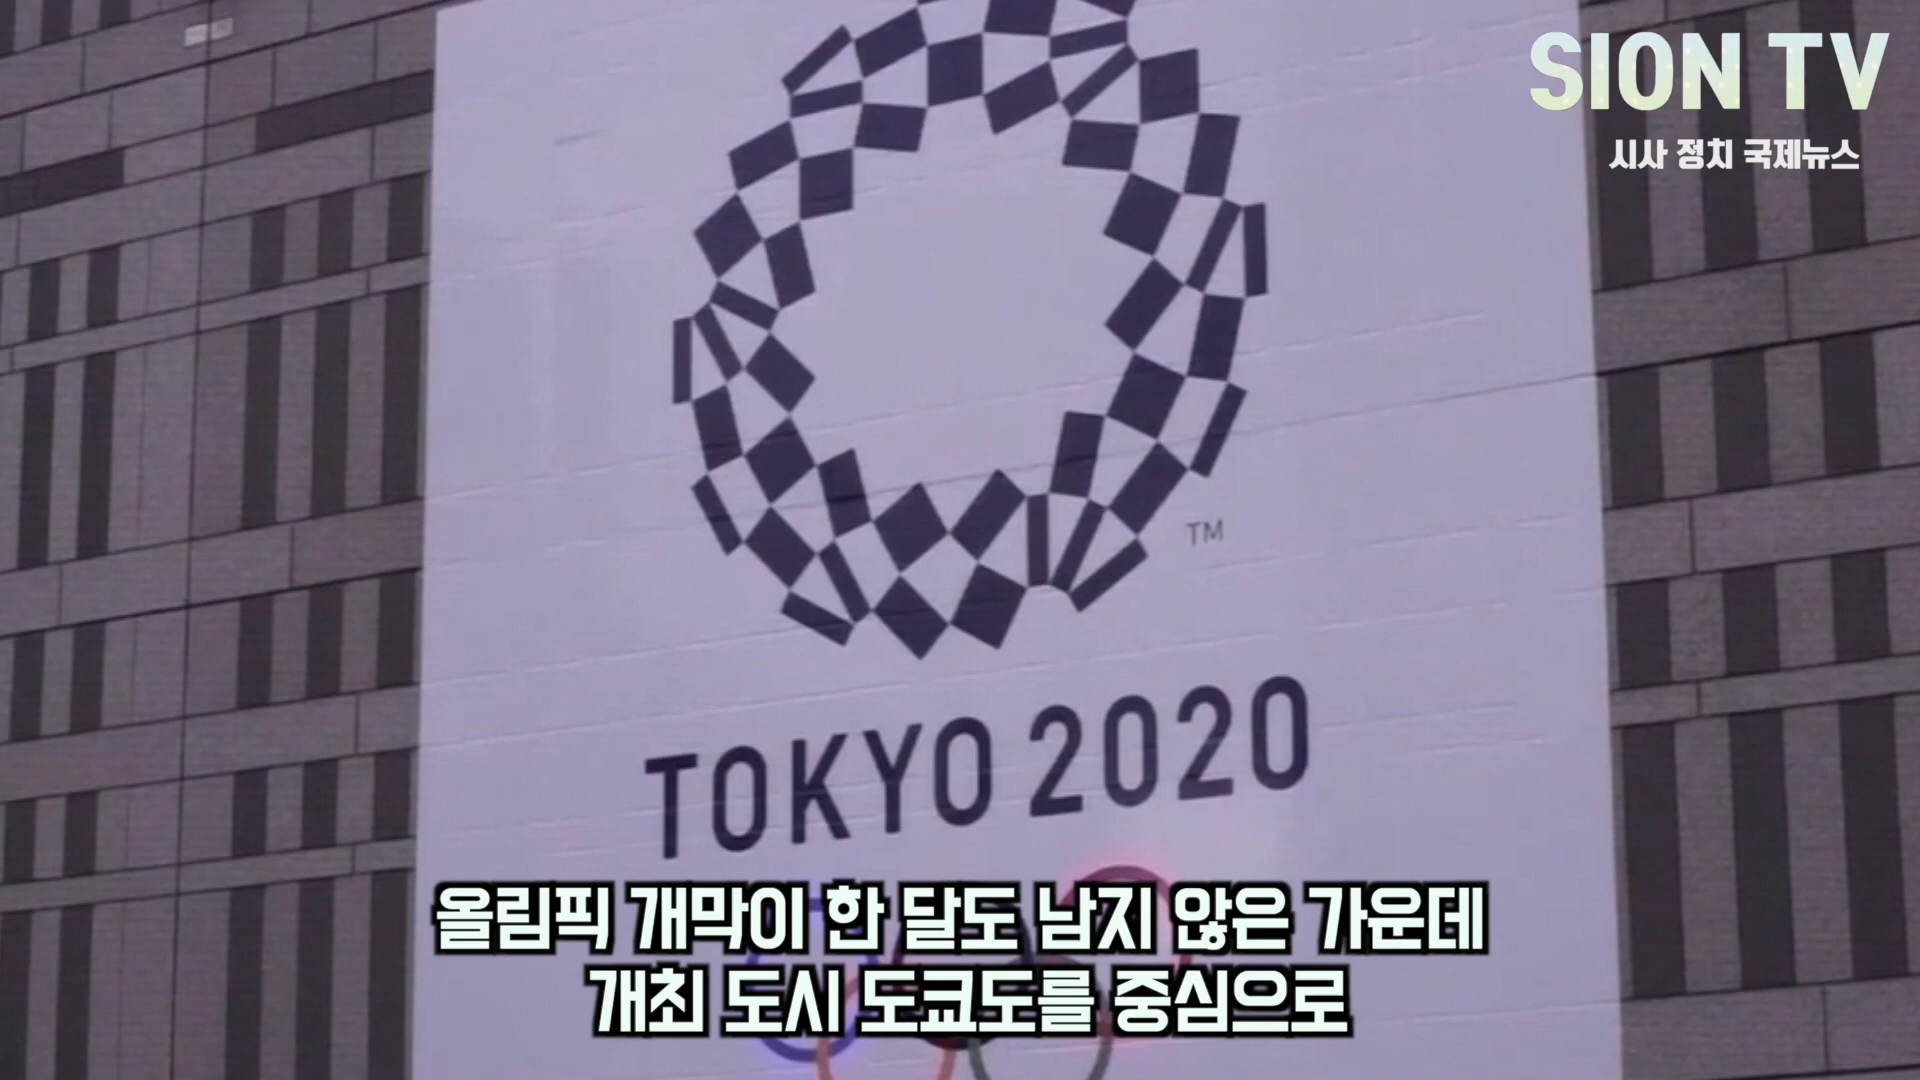 SION TV
시사 정치 국제뉴스
TM
TOKYO 2020
올림픽 개막이 한 달도 남지 않은 가운데
개최 도시 도쿄도를 중심으로